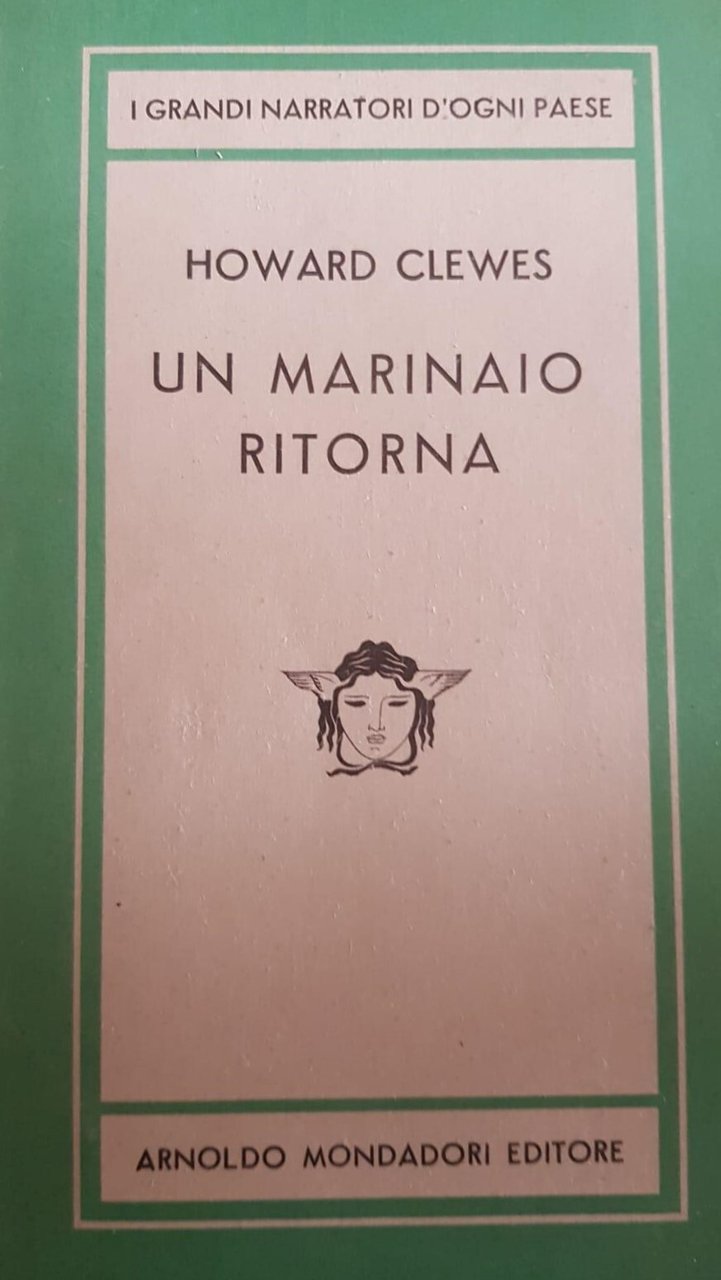 I GRANDI NARRATORI D'OGNI PAESE
HOWARD CLEWES
UN MARINAIO
RITORNA
ARNOLDO MONDADORI EDITORE